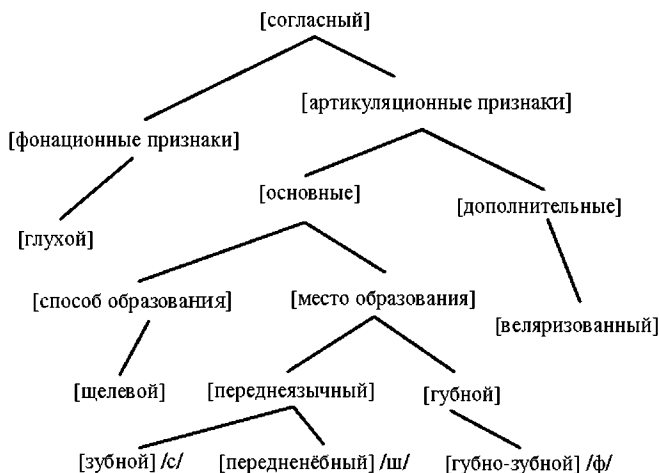 [согласный]
[артикуляционные признаки]
[фонационные признаки]
[основные]
[дополнительные]
[глухой]
[способ образования]
[место образования]
[веляризованный]
[щелевой]
[переднеязычный]
[губной]
[зубной] /с/
[передненёбный] /ш/
[губно-зубной] /ф/